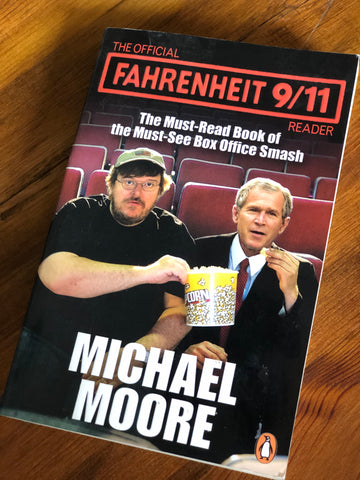 THE OFFICIAL
FAHRENHEIT 9/11
READER
The Must-Read Book of
the Must-See Box Office Smash
POPCORN
MICHAEL
MOORE